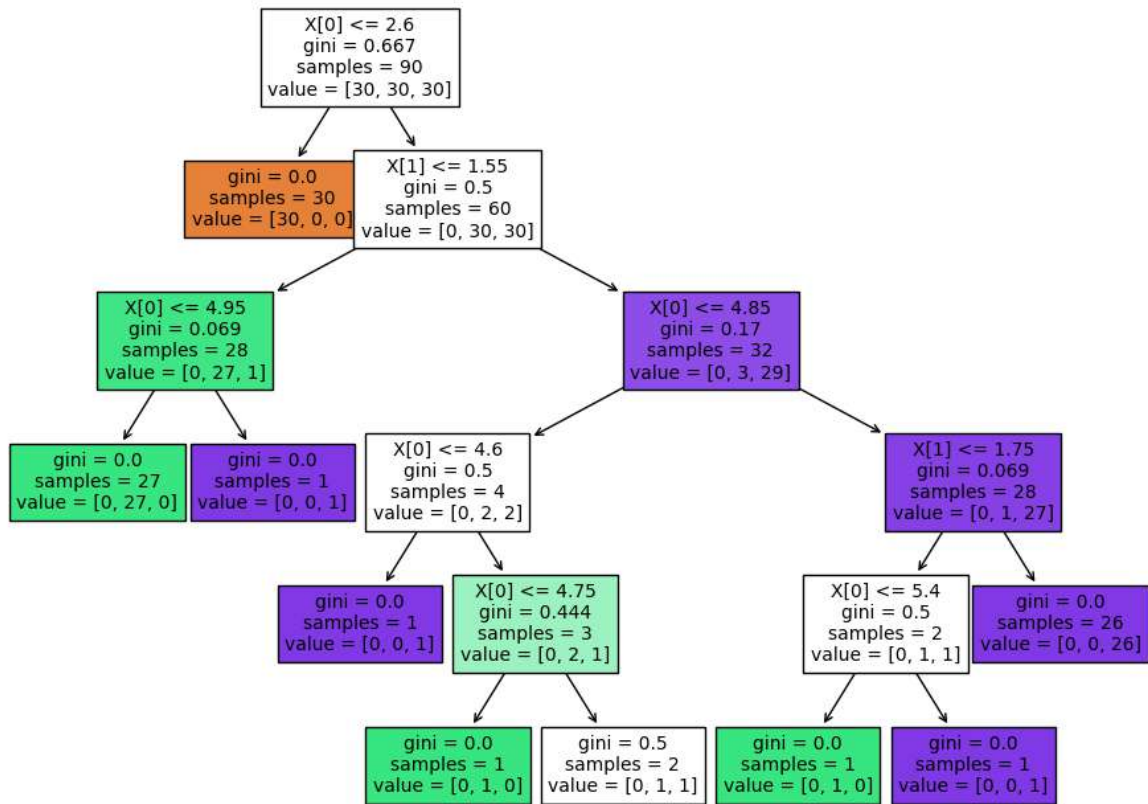 X[0] <= 2.6
gini = 0.667
samples = 90
value = [30, 30, 30]
gini = 0.0
samples = 30
value = [30, 0, 0]
X[1] <= 1.55
gini = 0.5
samples = 60
value = [0, 30, 30]
X[0] <= 4.95
gini = 0.069
samples = 28
value = [0, 27, 1]
X[0] <= 4.85
gini = 0.17
samples = 32
value = [0, 3, 29]
gini = 0.0
samples = 27
value = [0, 27, 0]
gini = 0.0
samples = 1
value = [0, 0, 1]
X[0] <= 4.6
gini = 0.5
samples = 4
value = [0, 2, 2]
X[1] <= 1.75
gini = 0.069
samples = 28
value = [0, 1, 27]
gini = 0.0
samples = 1
value = [0, 0, 1]
X[0] <= 4.75
gini = 0.444
samples = 3
value = [0, 2, 1]
X[0] <= 5.4
gini = 0.5
samples = 2
value = [0, 1, 1]
gini = 0.0
samples = 26
value = [0, 0, 26]
gini = 0.0
samples = 1
value = [0, 1, 0]
gini = 0.5
samples = 2
value = [0, 1, 1]
gini = 0.0
samples = 1
value = [0, 1, 0]
gini = 0.0
samples = 1
value = [0, 0, 1]